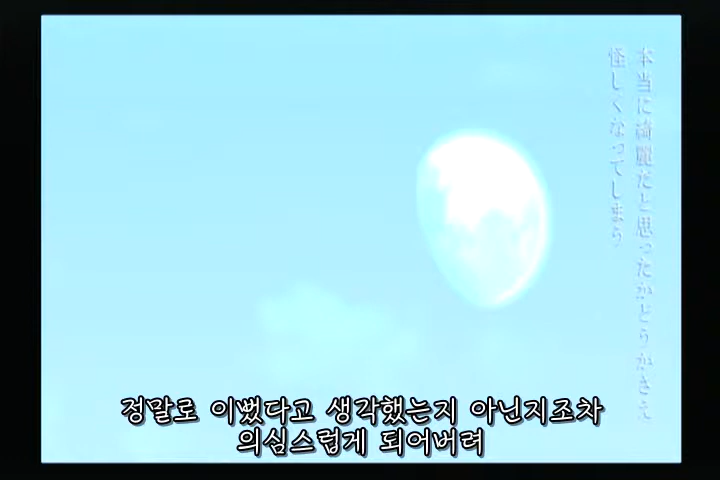 本当に綺麗だと思ったかどうかさえ
怪しくなってしまう
정말로 이뻤다고 생각했는지 아닌지조차
의심스럽게 되어버려